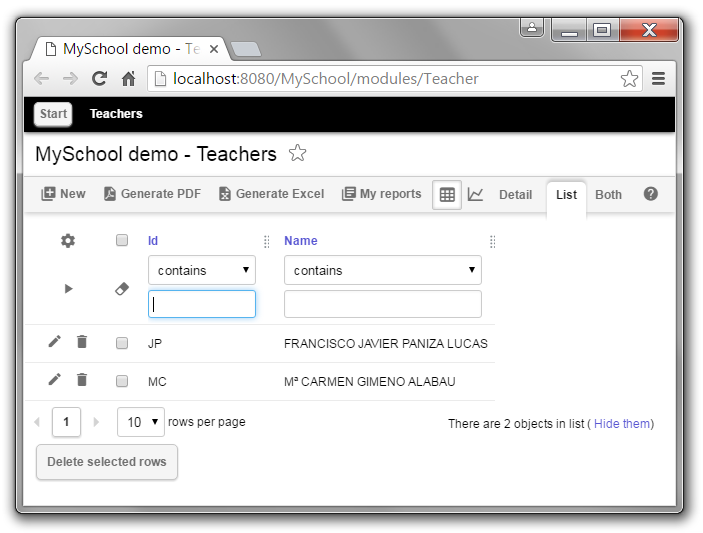 MySchool demo - Te
localhost:8080/MySchool/modules/Teacher
Start Teachers
MySchool demo - Teachers
New Generate PDF Generate Excel My reports Detail List Both
Id Name
contains contains
JP FRANCISCO JAVIER PANIZA LUCAS
MC Mª CARMEN GIMENO ALABAU
1 10 rows per page There are 2 objects in list ( Hide them)
Delete selected rows